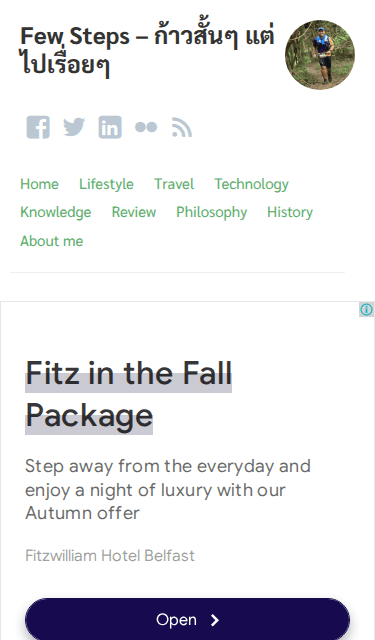 Few Steps – ก้าวสั้นๆ แต่
ไปเรื่อยๆ
Home Lifestyle Travel Technology
Knowledge Review Philosophy History
About me
Fitz in the Fall
Package
Step away from the everyday and
enjoy a night of luxury with our
Autumn offer
Fitzwilliam Hotel Belfast
Open